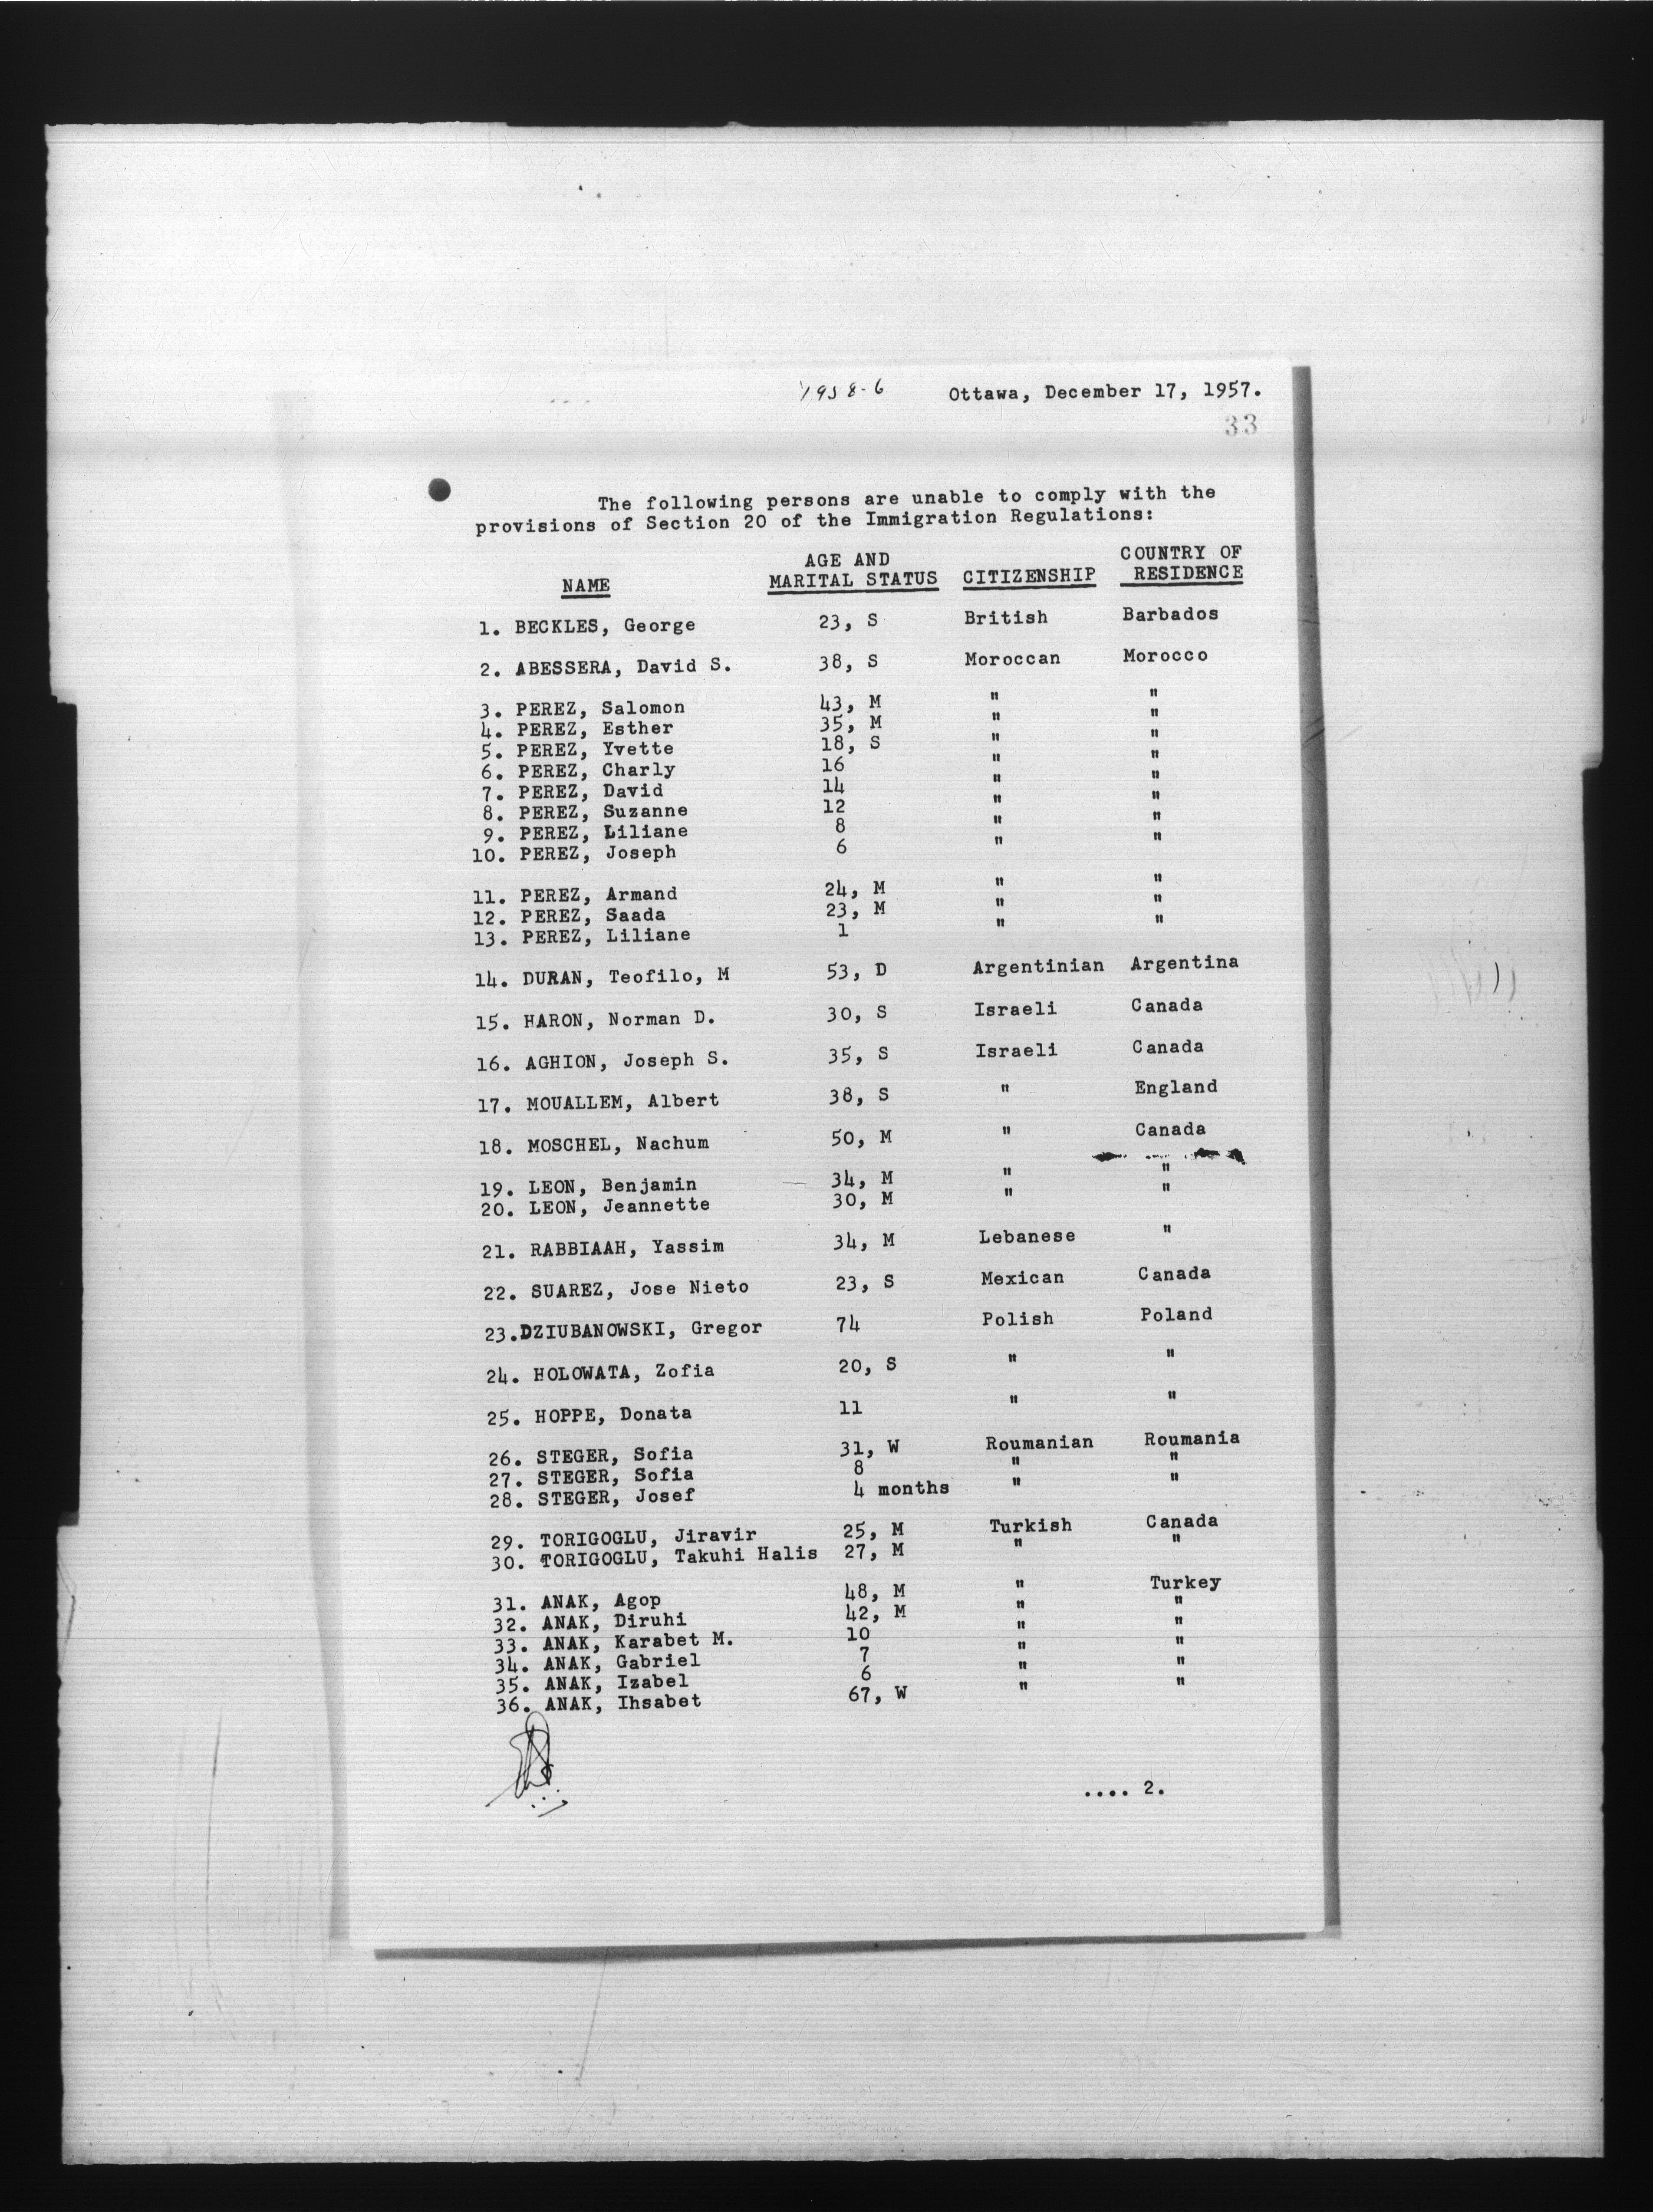 1958-6 Ottawa, December 17, 1957.
33
The following persons are unable to comply with the
provisions of Section 20 of the Immigration Regulations:
NAME AGE AND MARITAL STATUS CITIZENSHIP COUNTRY OF RESIDENCE
1. BECKLES, George 23, S British Barbados
2. ABESSERA, David S. 38, S Moroccan Morocco
3. PEREZ, Salomon 43, M " "
4. PEREZ, Esther 35, M " "
5. PEREZ, Yvette 18, S " "
6. PEREZ, Charly 16 " "
7. PEREZ, David 14 " "
8. PEREZ, Suzanne 12 " "
9. PEREZ, Liliane 8 " "
10. PEREZ, Joseph 6 " "
11. PEREZ, Armand 24, M " "
12. PEREZ, Saada 23, M " "
13. PEREZ, Liliane 1 " "
14. DURAN, Teofilo, M 53, D Argentinian Argentina
15. HARON, Norman D. 30, S Israeli Canada
16. AGHION, Joseph S. 35, S Israeli Canada
17. MOUALLEM, Albert 38, S " England
18. MOSCHEL, Nachum 50, M " Canada
19. LEON, Benjamin 34, M " "
20. LEON, Jeannette 30, M " "
21. RABBIAAH, Yassim 34, M Lebanese "
22. SUAREZ, Jose Nieto 23, S Mexican Canada
23.DZIUBANOWSKI, Gregor 74 Polish Poland
24. HOLOWATA, Zofia 20, S " "
25. HOPPE, Donata 11 " "
26. STEGER, Sofia 31, W Roumanian Roumania
27. STEGER, Sofia 8 " "
28. STEGER, Josef 4 months " "
29. TORIGOGLU, Jiravir 25, M Turkish Canada
30. TORIGOGLU, Takuhi Halis 27, M " "
31. ANAK, Agop 48, M " Turkey
32. ANAK, Diruhi 42, M " "
33. ANAK, Karabet M. 10 " "
34. ANAK, Gabriel 7 " "
35. ANAK, Izabel 6 " "
36. ANAK, Ihsabet 67, W " "
.... 2.